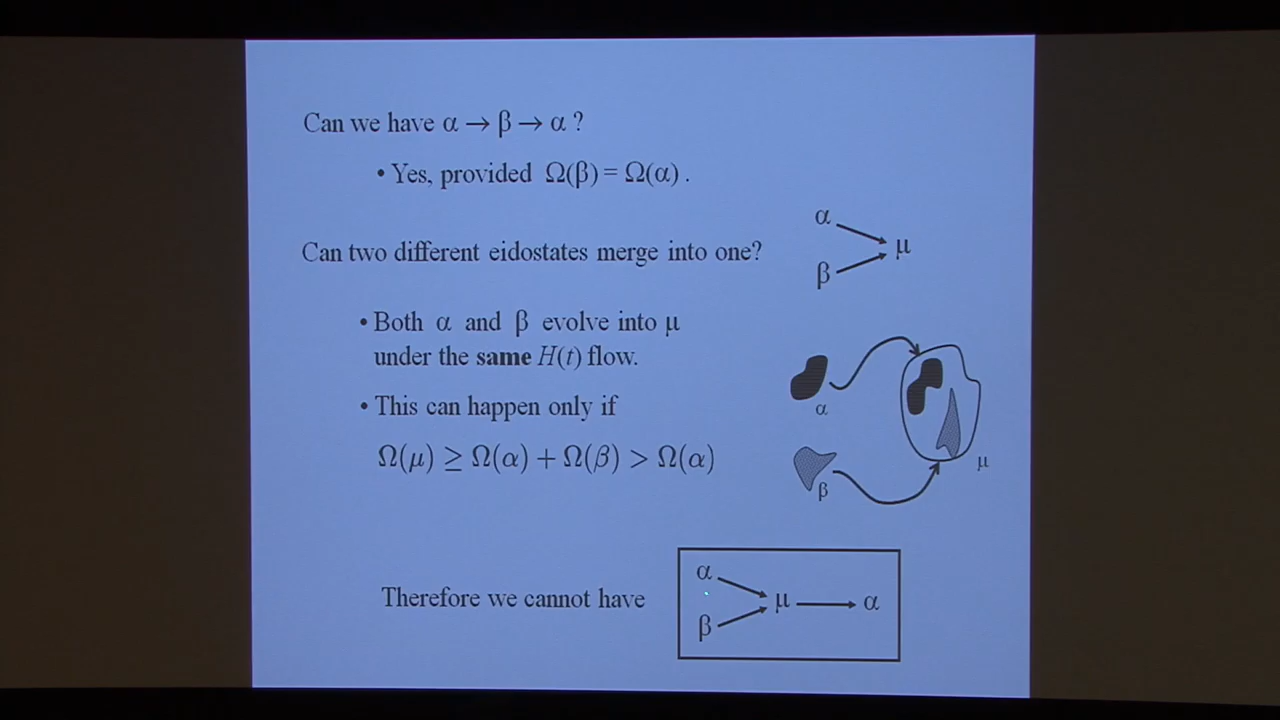 Can we have α → β → α ?
• Yes, provided Ω(β) = Ω(α) .
Can two different eidostates merge into one?
α
β
μ
• Both α and β evolve into μ
under the same H(t) flow.
• This can happen only if
Ω(μ) ≥ Ω(α) + Ω(β) > Ω(α)
α
β
μ
Therefore we cannot have
α
β
μ → α